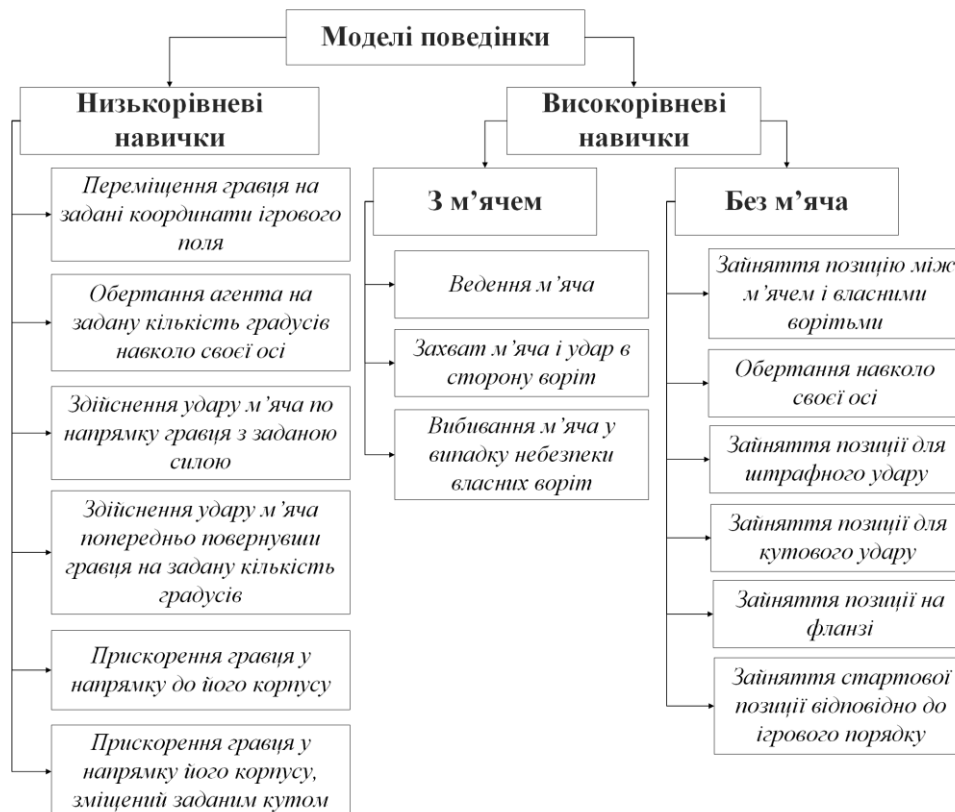 Моделі поведінки
Низькорівневі
навички
Переміщення гравця на
задані координати ігрового
поля
Обертання агента на
задану кількість градусів
навколо своєї осі
Здійснення удару м’яча по
напрямку гравця з заданою
силою
Здійснення удару м’яча
попередньо повернувши
гравця на задану кількість
градусів
Прискорення гравця у
напрямку до його корпусу
Прискорення гравця у
напрямку його корпусу,
зміщений заданим кутом
Високорівневі
навички
З м’ячем
Ведення м’яча
Захват м’яча і удар в
сторону воріт
Вибивання м’яча у
випадку небезпеки
власних воріт
Без м’яча
Зайняття позицію між
м’ячем і власними
ворітьми
Обертання навколо
своєї осі
Зайняття позиції для
штрафного удару
Зайняття позиції для
кутового удару
Зайняття позиції на
фланзі
Зайняття стартової
позиції відповідно до
ігрового порядку